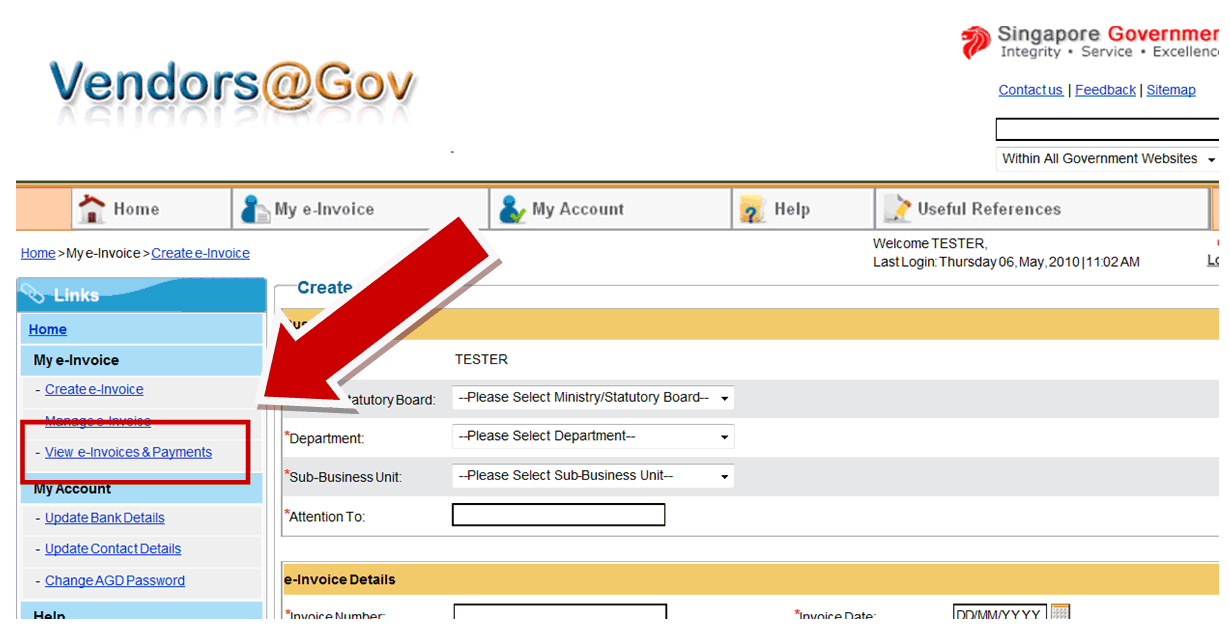 Singapore Governmen
Integrity • Service • Excellence
Vendors@Gov
Contact us | Feedback | Sitemap
Within All Government Websites
Home My e-Invoice My Account Help Useful References
Home > My e-Invoice > Create e-Invoice
Welcome TESTER,
Last Login: Thursday 06, May, 2010 | 11:02 AM
Links
Create
Home
My e-Invoice
TESTER
- Create e-Invoice
tatutory Board: --Please Select Ministry/Statutory Board--
- Manage e-Invoice
*Department: --Please Select Department--
- View e-Invoices & Payments
*Sub-Business Unit: --Please Select Sub-Business Unit--
My Account
*Attention To:
- Update Bank Details
- Update Contact Details
- Change AGD Password
e-Invoice Details
Help
*Invoice Number: *Invoice Date: DD/MM/YYYY